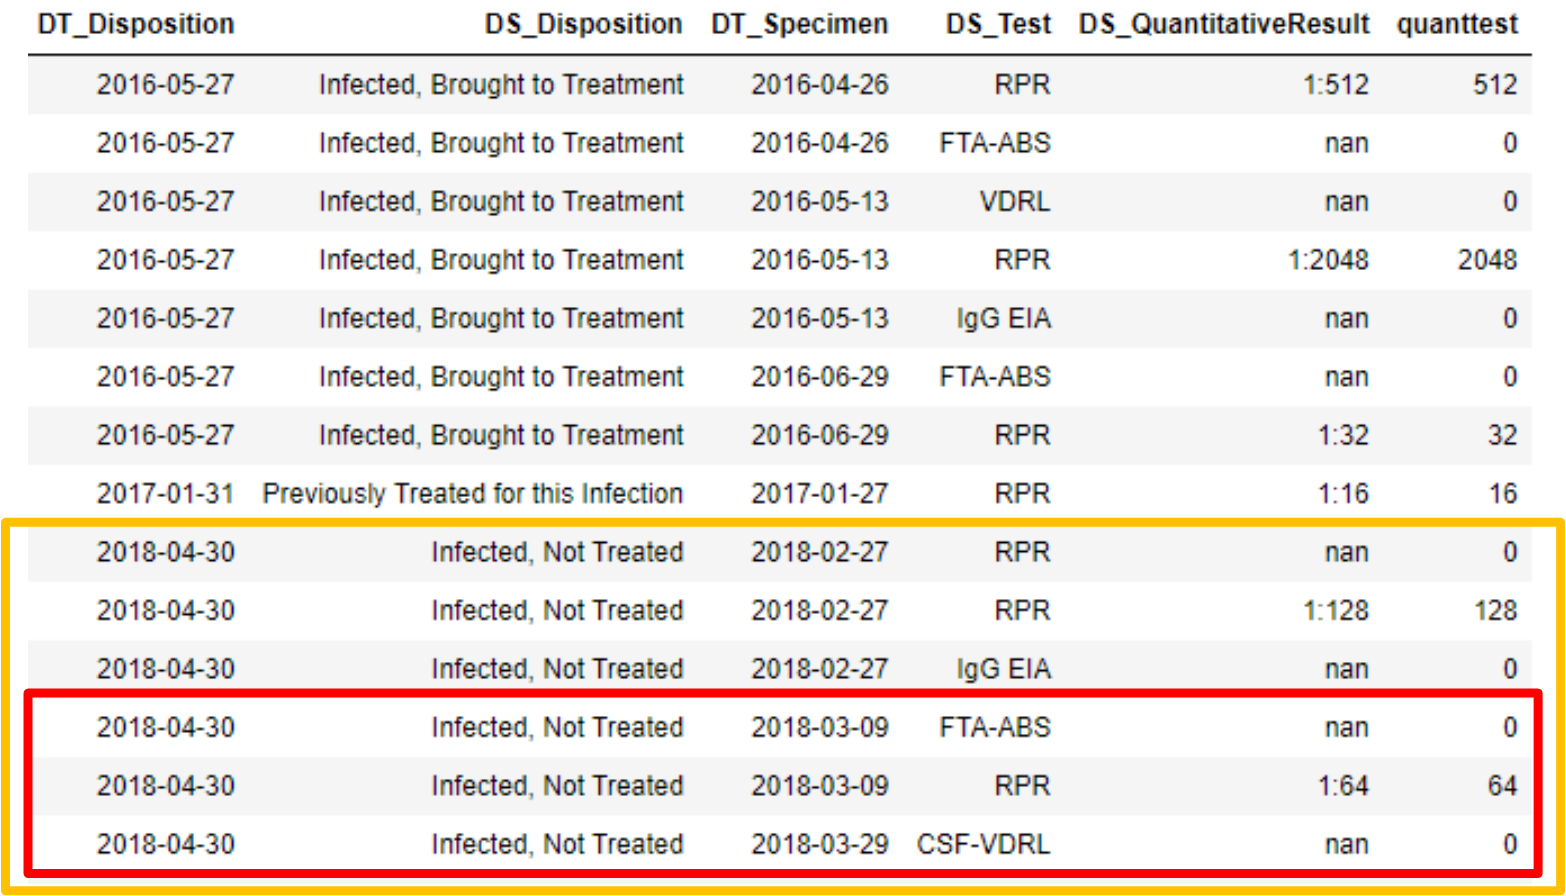 DT_Disposition DS_Disposition DT_Specimen DS_Test DS_QuantitativeResult quanttest
2016-05-27 Infected, Brought to Treatment 2016-04-26 RPR 1:512 512
2016-05-27 Infected, Brought to Treatment 2016-04-26 FTA-ABS nan 0
2016-05-27 Infected, Brought to Treatment 2016-05-13 VDRL nan 0
2016-05-27 Infected, Brought to Treatment 2016-05-13 RPR 1:2048 2048
2016-05-27 Infected, Brought to Treatment 2016-05-13 IgG EIA nan 0
2016-05-27 Infected, Brought to Treatment 2016-06-29 FTA-ABS nan 0
2016-05-27 Infected, Brought to Treatment 2016-06-29 RPR 1:32 32
2017-01-31 Previously Treated for this Infection 2017-01-27 RPR 1:16 16
2018-04-30 Infected, Not Treated 2018-02-27 RPR nan 0
2018-04-30 Infected, Not Treated 2018-02-27 RPR 1:128 128
2018-04-30 Infected, Not Treated 2018-02-27 IgG EIA nan 0
2018-04-30 Infected, Not Treated 2018-03-09 FTA-ABS nan 0
2018-04-30 Infected, Not Treated 2018-03-09 RPR 1:64 64
2018-04-30 Infected, Not Treated 2018-03-29 CSF-VDRL nan 0